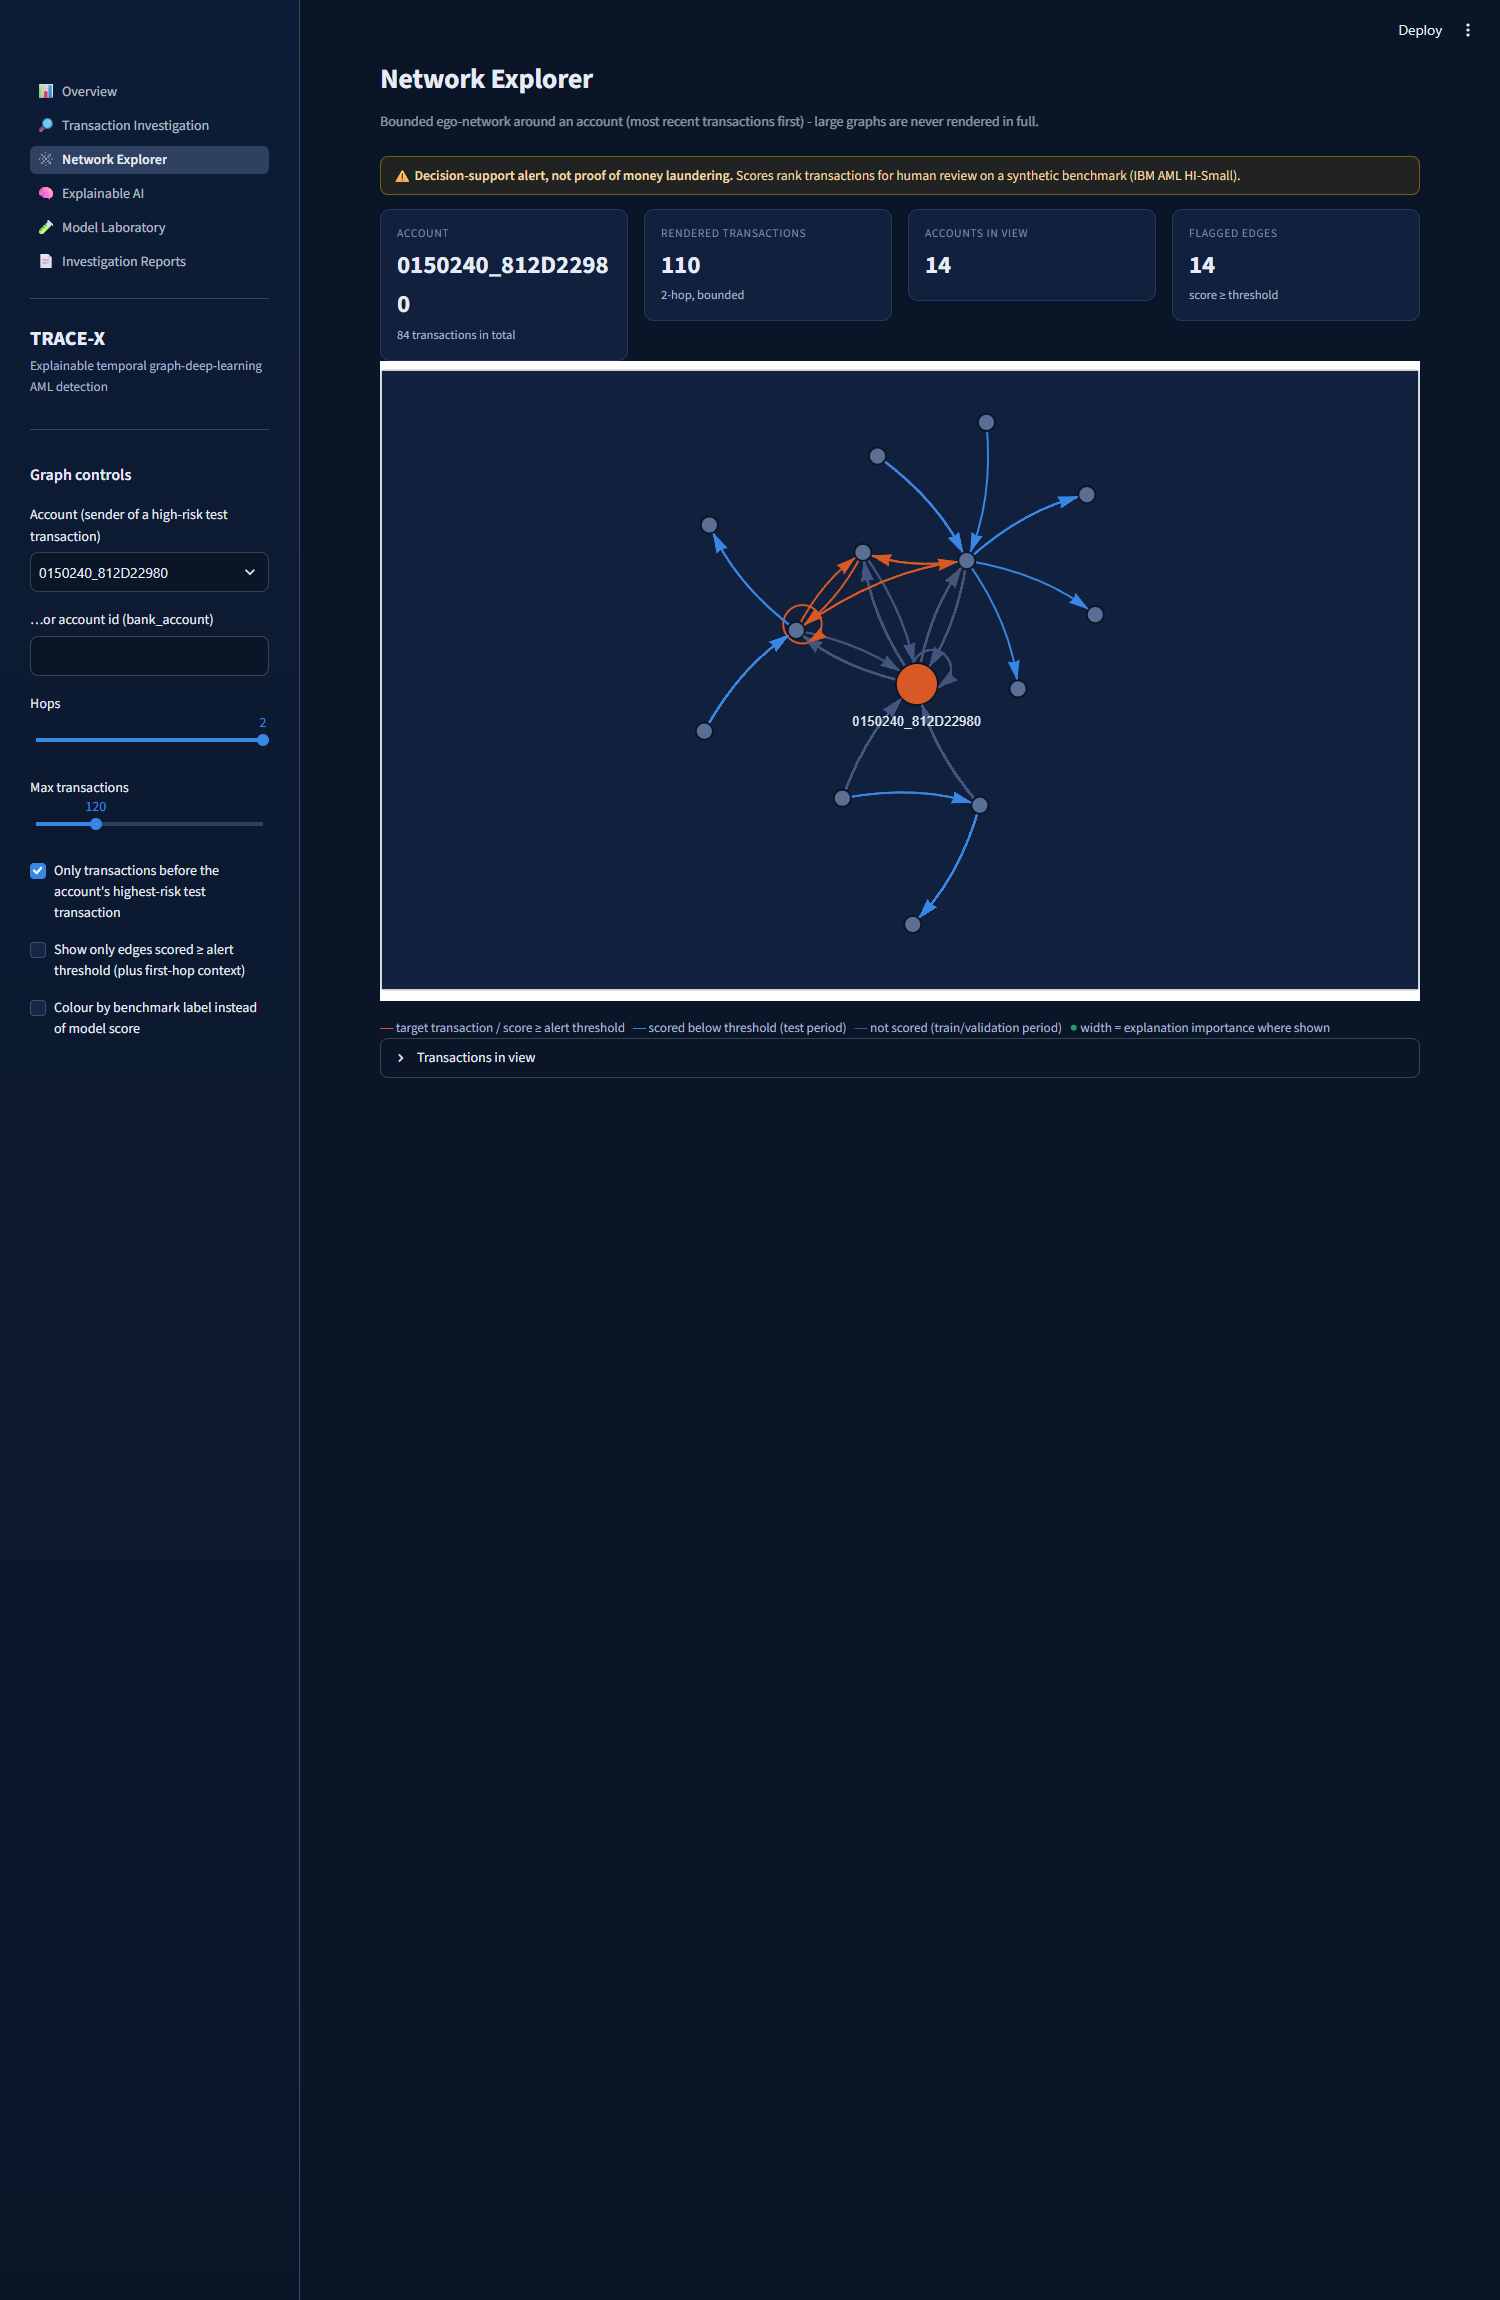 Deploy
Overview
Transaction Investigation
Network Explorer
Explainable AI
Model Laboratory
Investigation Reports
TRACE-X
Explainable temporal graph-deep-learning
AML detection
Graph controls
Account (sender of a high-risk test
transaction)
0150240_812D22980
...or account id (bank_account)
Hops
2
Max transactions
120
Only transactions before the
account's highest-risk test
transaction
Show only edges scored ≥ alert
threshold (plus first-hop context)
Colour by benchmark label instead
of model score
Network Explorer
Bounded ego-network around an account (most recent transactions first) - large graphs are never rendered in full.
Decision-support alert, not proof of money laundering. Scores rank transactions for human review on a synthetic benchmark (IBM AML HI-Small).
ACCOUNT
0150240_812D2298
0
84 transactions in total
RENDERED TRANSACTIONS
110
2-hop, bounded
ACCOUNTS IN VIEW
14
FLAGGED EDGES
14
score ≥ threshold
0150240_812D22980
— target transaction / score ≥ alert threshold — scored below threshold (test period) — not scored (train/validation period) ● width = explanation importance where shown
Transactions in view